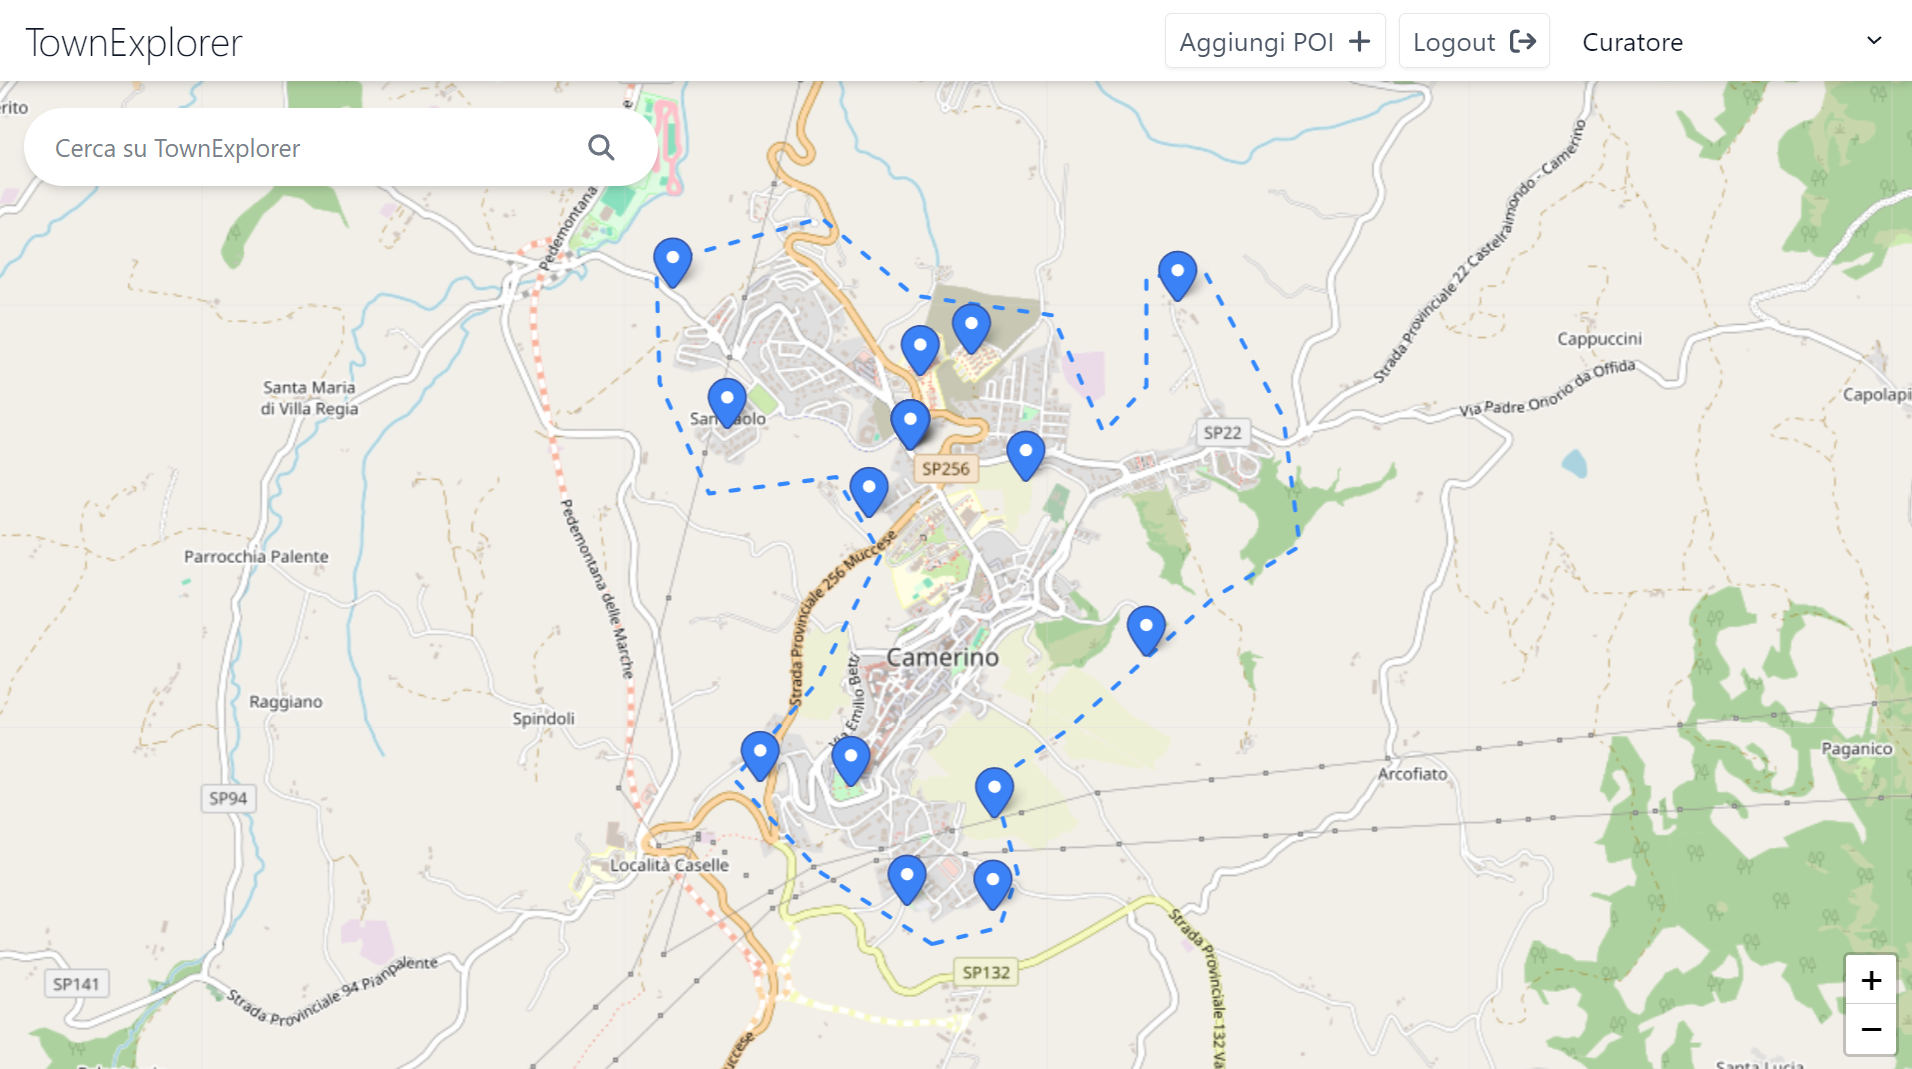 TownExplorer
Aggiungi POI
Logout
Curatore
rito
e
Cerca su TownExplorer
Pedemontana
Strada Provinciale 22 Castelraimondo - Camerino
Cappuccini
Via Padre Onorio da Offida
Capolapi
Santa Maria
di Villa Regia
San Paolo
SP22
SP256
Strada Provinciale 256 Muccese
Parrocchia Palente
Pedemontana delle Marche
Camerino
Via Emilio Betti
Raggiano
Spindoli
Paganico
Arcofiato
SP94
Località Caselle
Strada Provinciale 132 Va
SP132
SP141
Strada Provinciale 94 Pianpalente
+
−
uccese
Santa Lucia